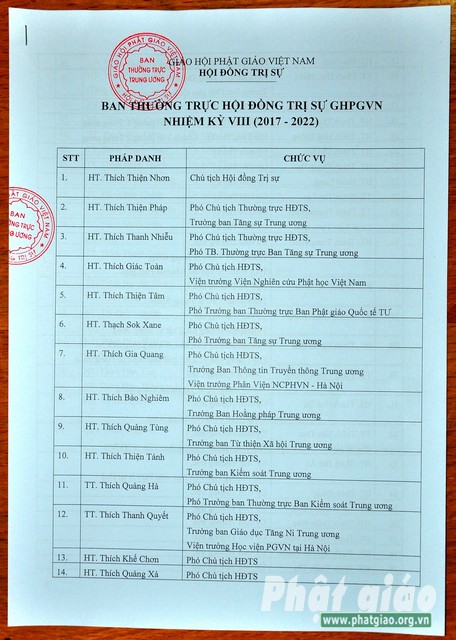 GIÁO HỘI PHẬT GIÁO VIỆT NAM
BAN
THƯỜNG TRỰC
TRUNG ƯƠNG
GIÁO HỘI PHẬT GIÁO VIỆT NAM
HỘI ĐỒNG TRỊ SỰ
BAN THƯỜNG TRỰC HỘI ĐỒNG TRỊ SỰ GHPGVN
NHIỆM KỲ VIII (2017 - 2022)
STT PHÁP DANH CHỨC VỤ
1. HT. Thích Thiện Nhơn Chủ tịch Hội đồng Trị sự
2. HT. Thích Thiện Pháp Phó Chủ tịch Thường trực HĐTS,
Trưởng ban Tăng sự Trung ương
3. HT. Thích Thanh Nhiễu Phó Chủ tịch Thường trực HĐTS,
Phó TB. Thường trực Ban Tăng sự Trung ương
4. HT. Thích Giác Toàn Phó Chủ tịch HĐTS,
Viện trưởng Viện Nghiên cứu Phật học Việt Nam
5. HT. Thích Thiện Tâm Phó Chủ tịch HĐTS,
Phó Trưởng ban Thường trực Ban Phật giáo Quốc tế TƯ
6. HT. Thạch Sok Xane Phó Chủ tịch HĐTS,
Phó Trưởng ban Tăng sự Trung ương
7. HT. Thích Gia Quang Phó Chủ tịch HĐTS,
Trưởng Ban Thông tin Truyền thông Trung ương
Viện trưởng Phân Viện NCPHVN - Hà Nội
8. HT. Thích Bảo Nghiêm Phó Chủ tịch HĐTS,
Trưởng Ban Hoằng pháp Trung ương
9. HT. Thích Quảng Tùng Phó Chủ tịch HĐTS,
Trưởng ban Từ thiện Xã hội Trung ương
10. HT. Thích Thiện Tánh Phó Chủ tịch HĐTS,
Trưởng ban Kiểm soát Trung ương
11. TT. Thích Quảng Hà Phó Chủ tịch HĐTS,
Phó Trưởng ban Thường trực Ban Kiểm soát Trung ương
12. TT. Thích Thanh Quyết Phó Chủ tịch HĐTS,
Trưởng ban Giáo dục Tăng Ni Trung ương
Viện trưởng Học viện PGVN tại Hà Nội
13. HT. Thích Khế Chơn Phó Chủ tịch HĐTS
14. HT. Thích Quảng Xả Phó Chủ tịch HĐTS
Phật giáo
www.phatgiao.org.vn